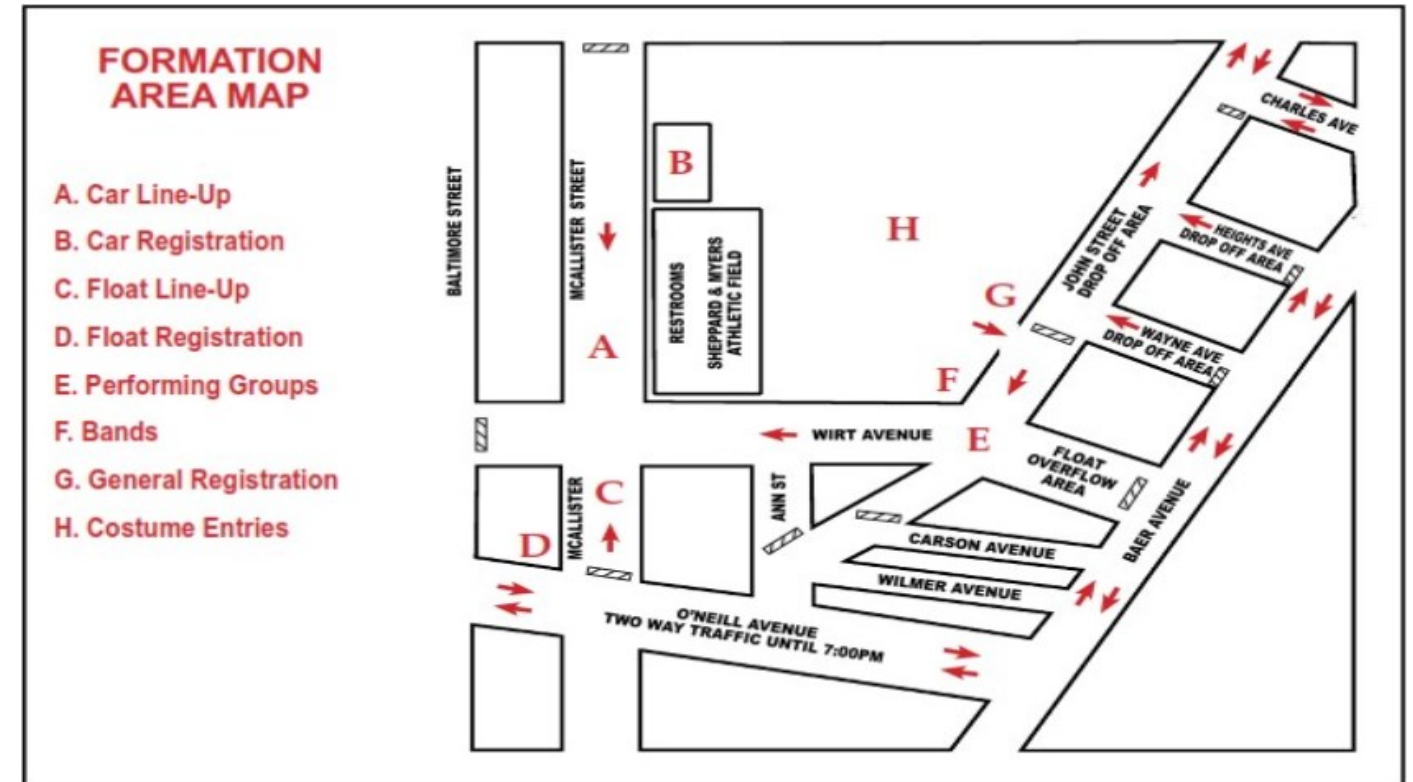 FORMATION
AREA MAP
A. Car Line-Up
B. Car Registration
C. Float Line-Up
D. Float Registration
E. Performing Groups
F. Bands
G. General Registration
H. Costume Entries
BALTIMORE STREET
MCALLISTER STREET
B
RESTROOMS
SHEPPARD & MYERS
ATHLETIC FIELD
A
H
G
F
CHARLES AVE
JOHN STREET
DROP OFF AREA
HEIGHTS AVE
DROP OFF AREA
WAYNE AVE
DROP OFF AREA
WIRT AVENUE
E
FLOAT
OVERFLOW
AREA
D
MCALLISTER
C
ANN ST
BAER AVENUE
CARSON AVENUE
WILMER AVENUE
O'NEILL AVENUE
TWO WAY TRAFFIC UNTIL 7:00PM